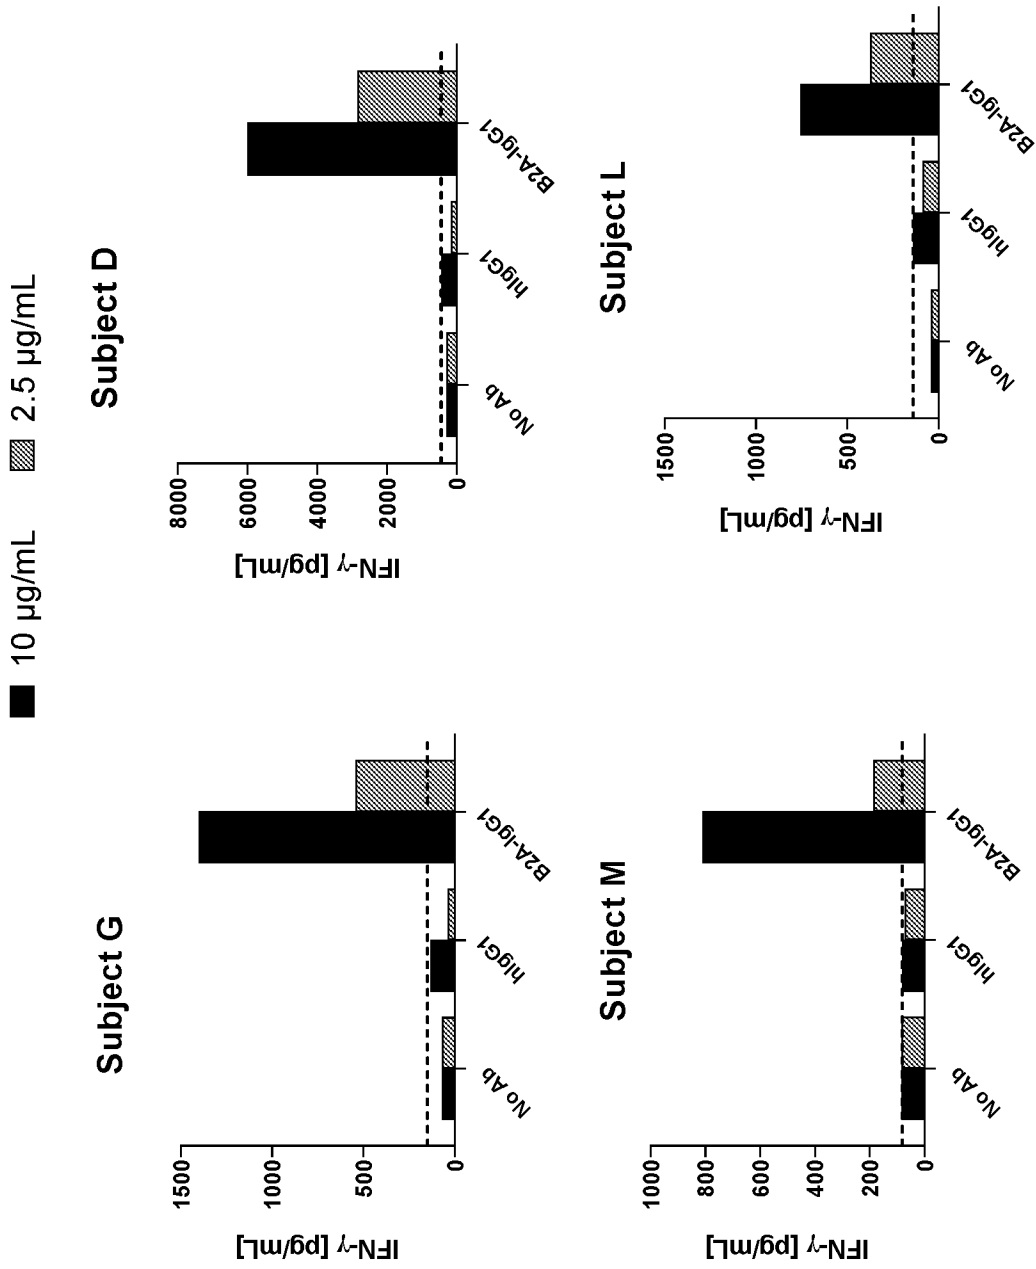 10 µg/mL
2.5 µg/mL
Subject G
IFN-γ [pg/mL]
1500
1000
500
0
No Ab
hIgG1
B2A-IgG1
Subject D
IFN-γ [pg/mL]
8000
6000
4000
2000
0
No Ab
hIgG1
B2A-IgG1
Subject M
IFN-γ [pg/mL]
1000
800
600
400
200
0
No Ab
hIgG1
B2A-IgG1
Subject L
IFN-γ [pg/mL]
1500
1000
500
0
No Ab
hIgG1
B2A-IgG1